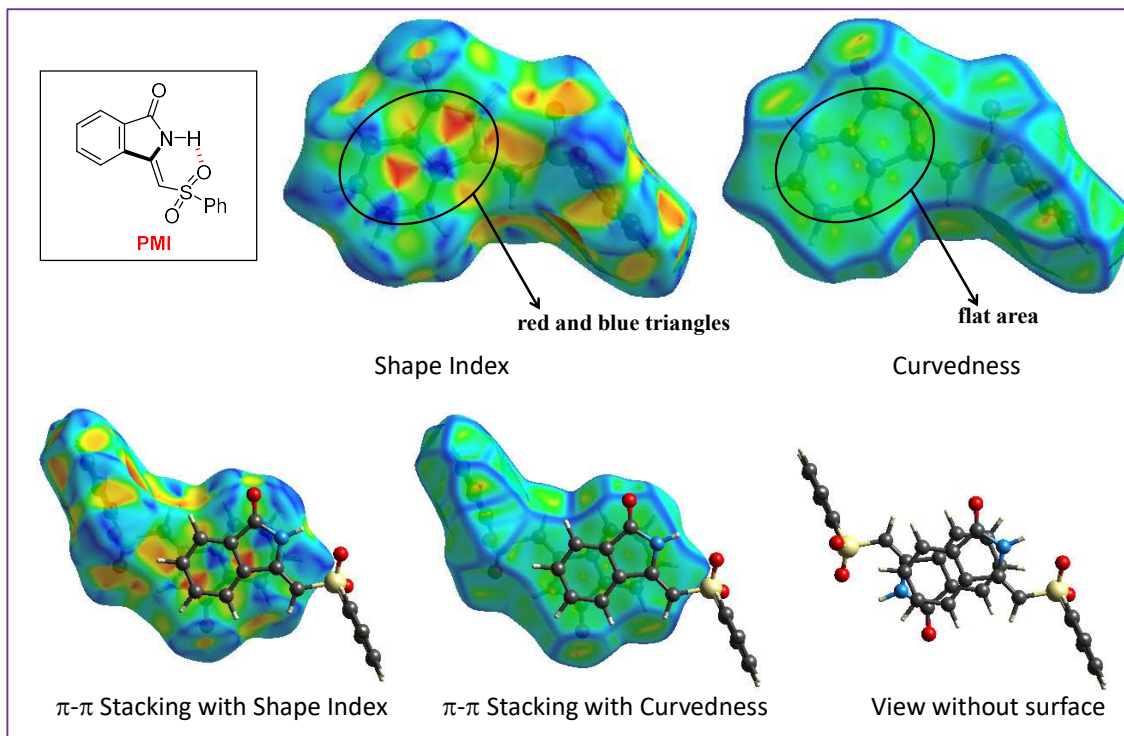 O
N-H
O
S
O
Ph
PMI
red and blue triangles
flat area
Shape Index
Curvedness
π-π Stacking with Shape Index
π-π Stacking with Curvedness
View without surface